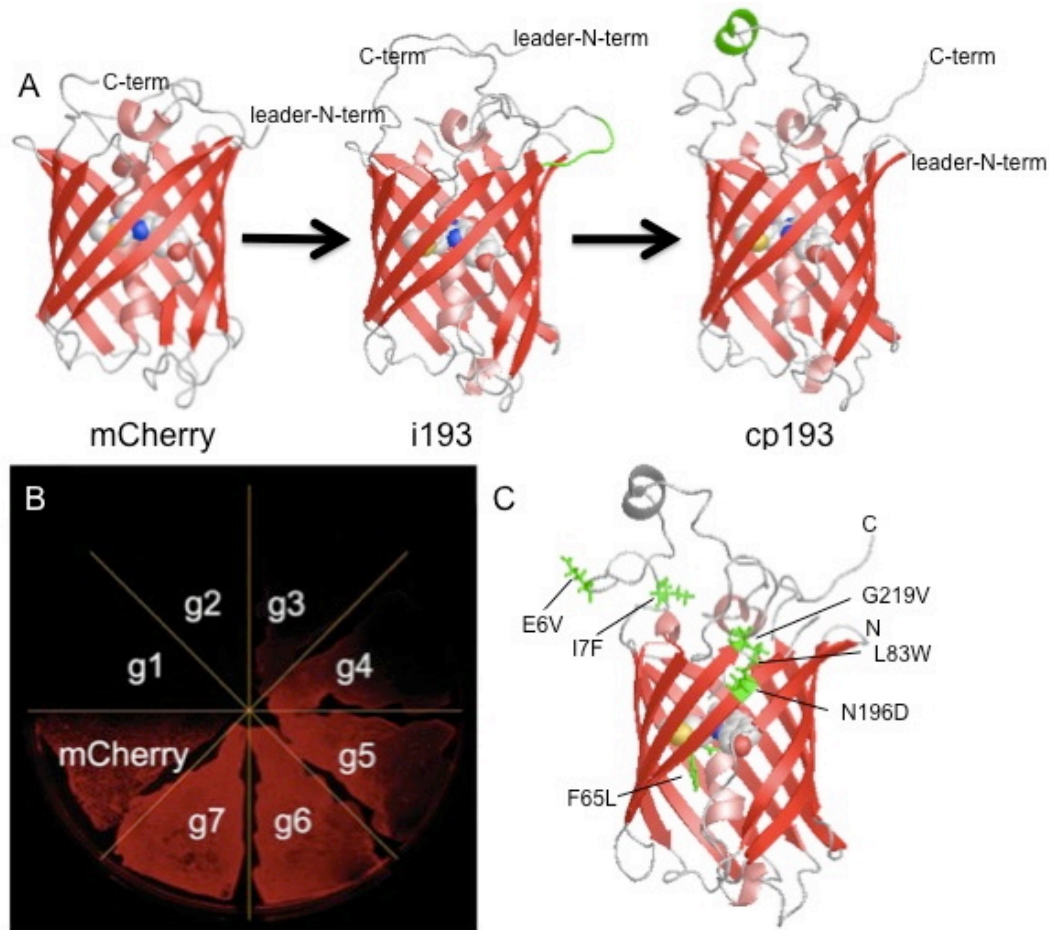 A
C-term
leader-N-term
C-term
leader-N-term
C-term
leader-N-term
mCherry
i193
cp193
B
g1
g2
g3
g4
g5
g6
g7
mCherry
C
E6V
I7F
C
G219V
N
L83W
N196D
F65L